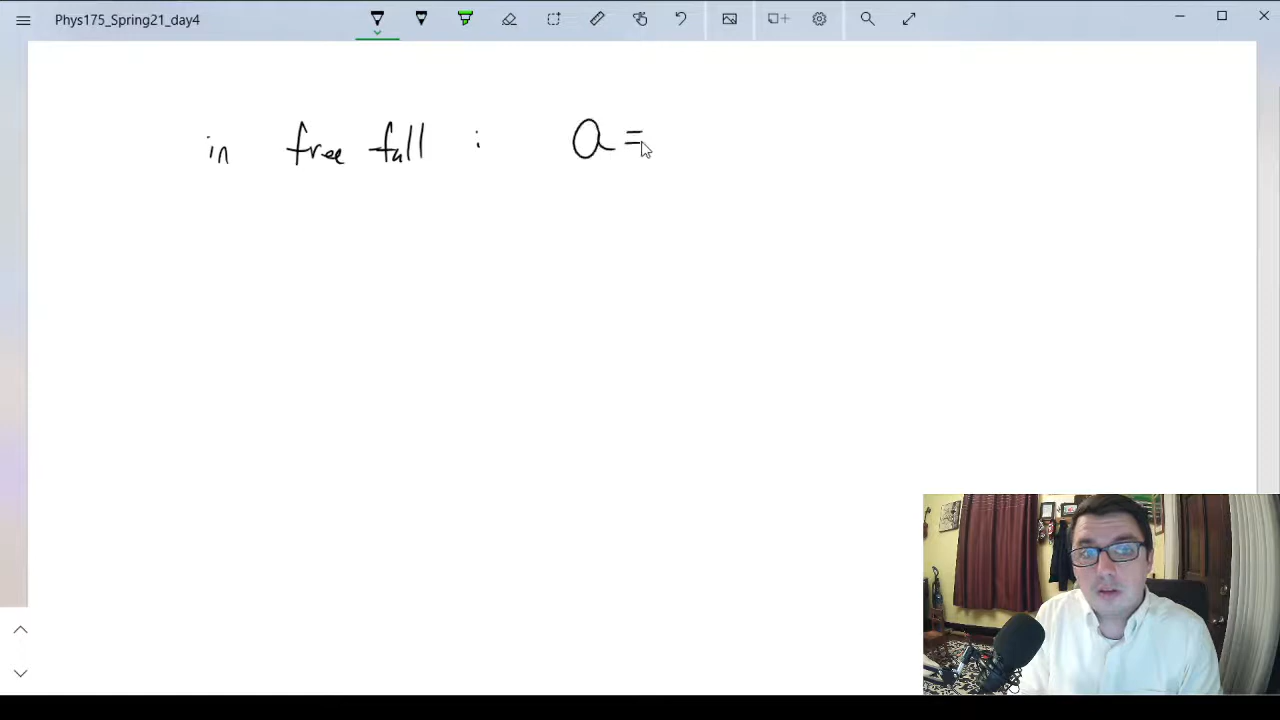 Phys175_Spring21_day4
in free fall : a =